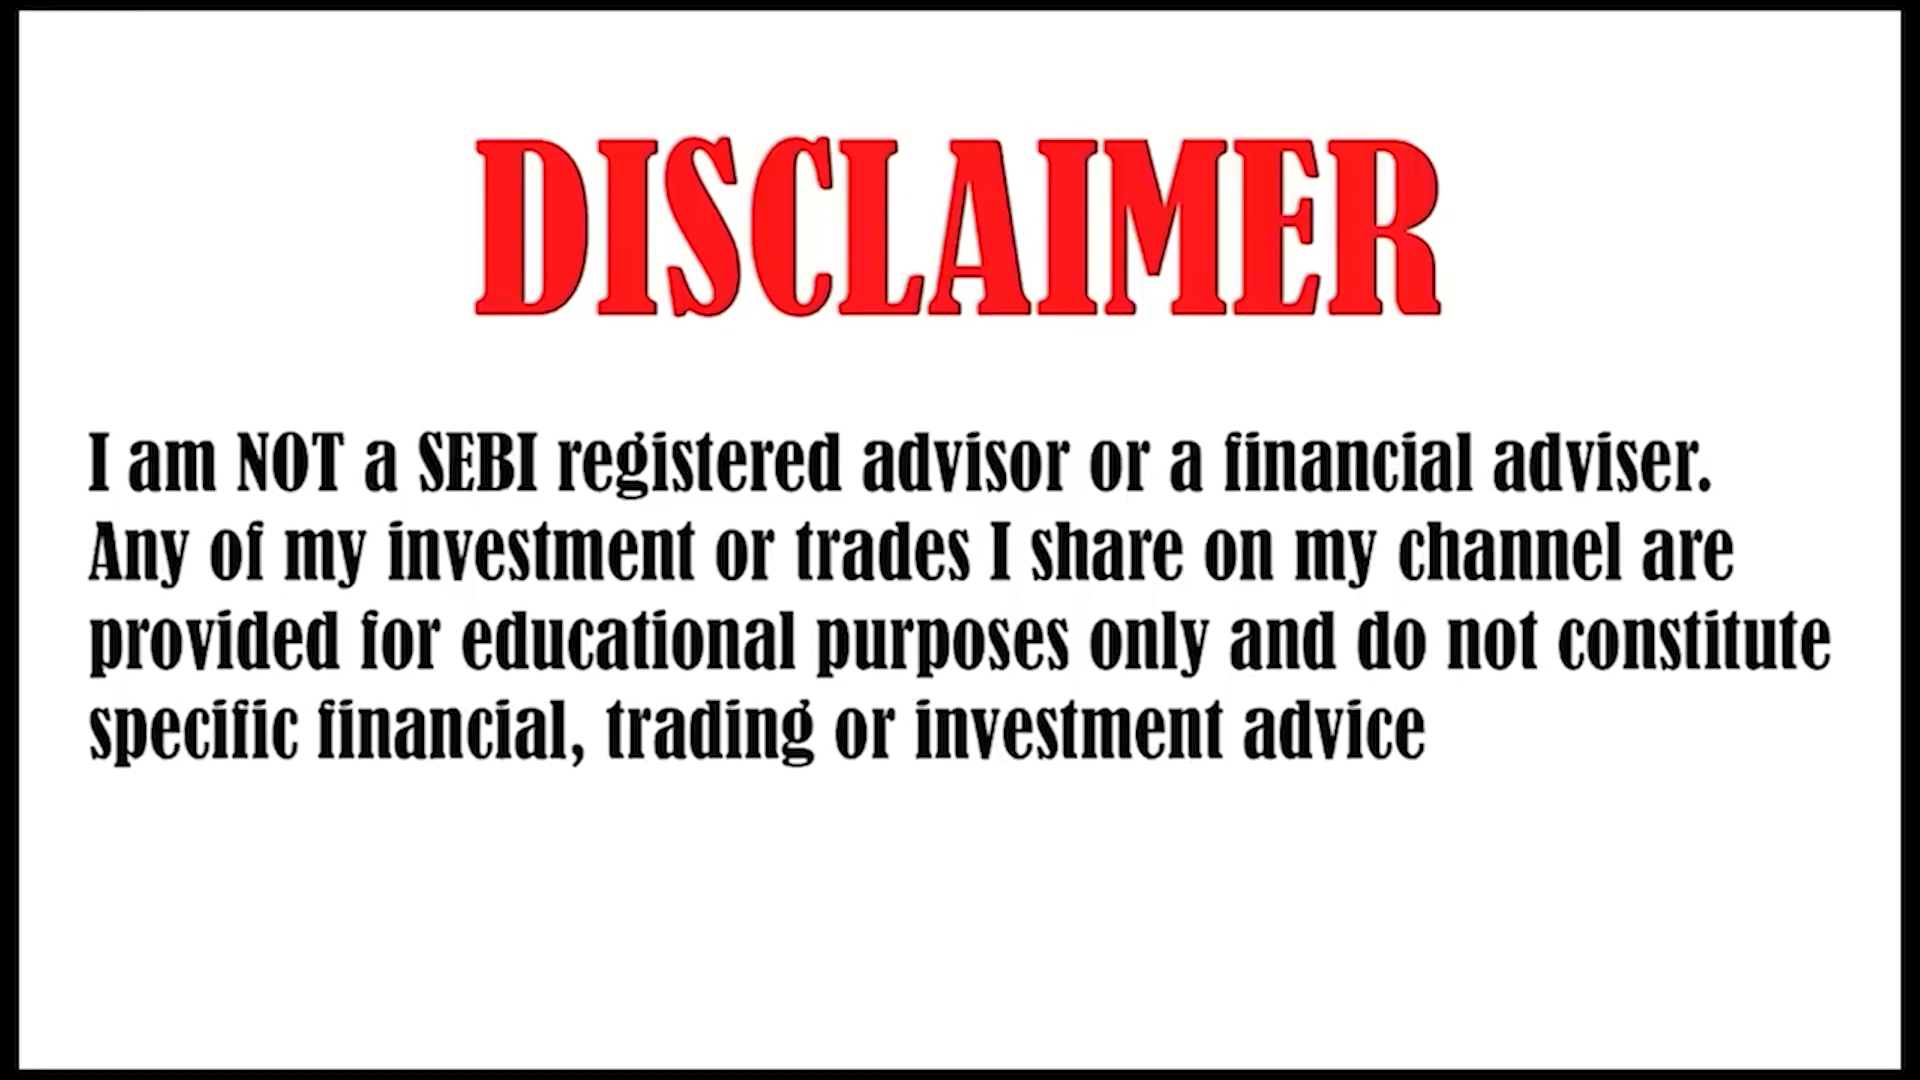 DISCLAIMER
I am NOT a SEBI registered advisor or a financial adviser.
Any of my investment or trades I share on my channel are
provided for educational purposes only and do not constitute
specific financial, trading or investment advice